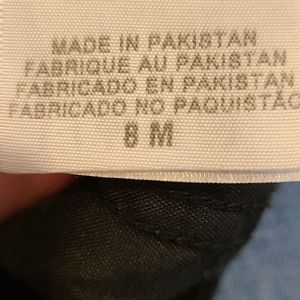 MADE IN PAKISTAN
FABRIQUE AU PAKISTAN
FABRICADO EN PAKISTAN
FABRICADO NO PAQUISTÃO
8 M